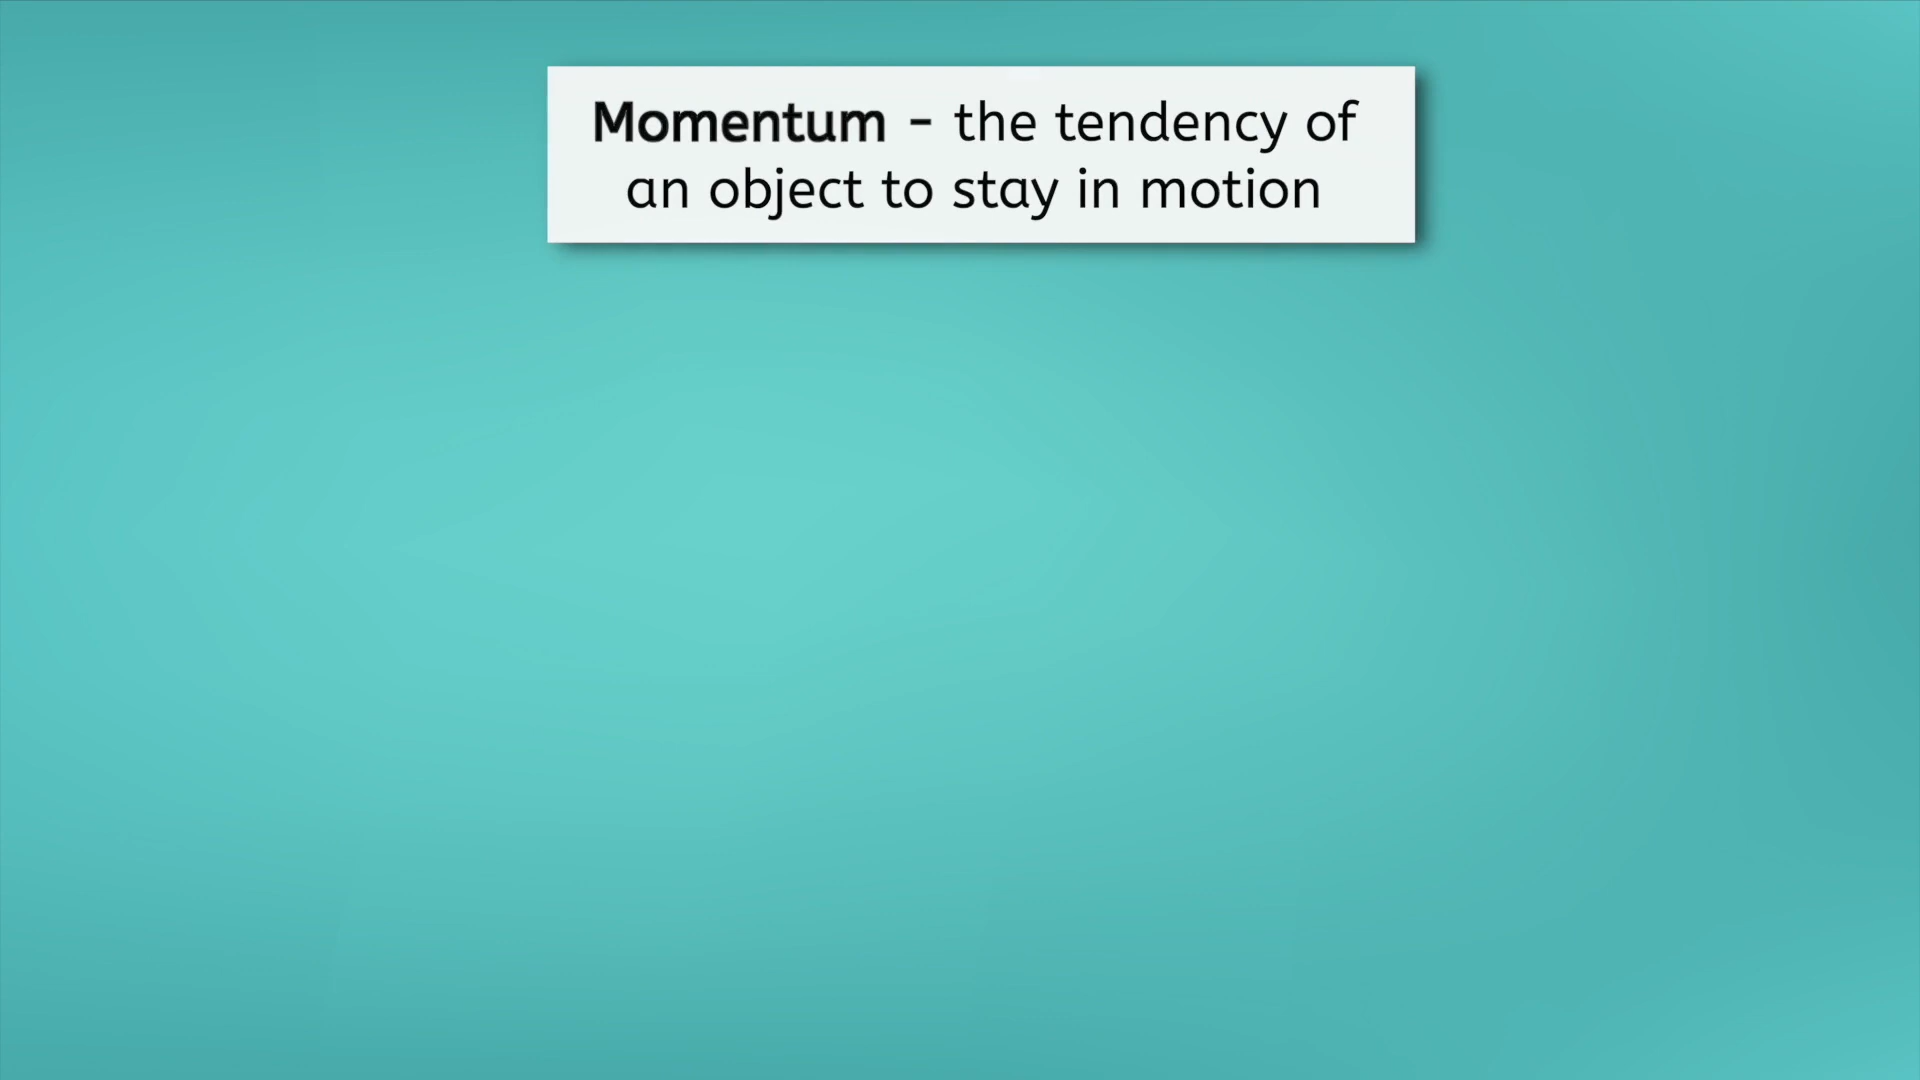 Momentum - the tendency of
an object to stay in motion